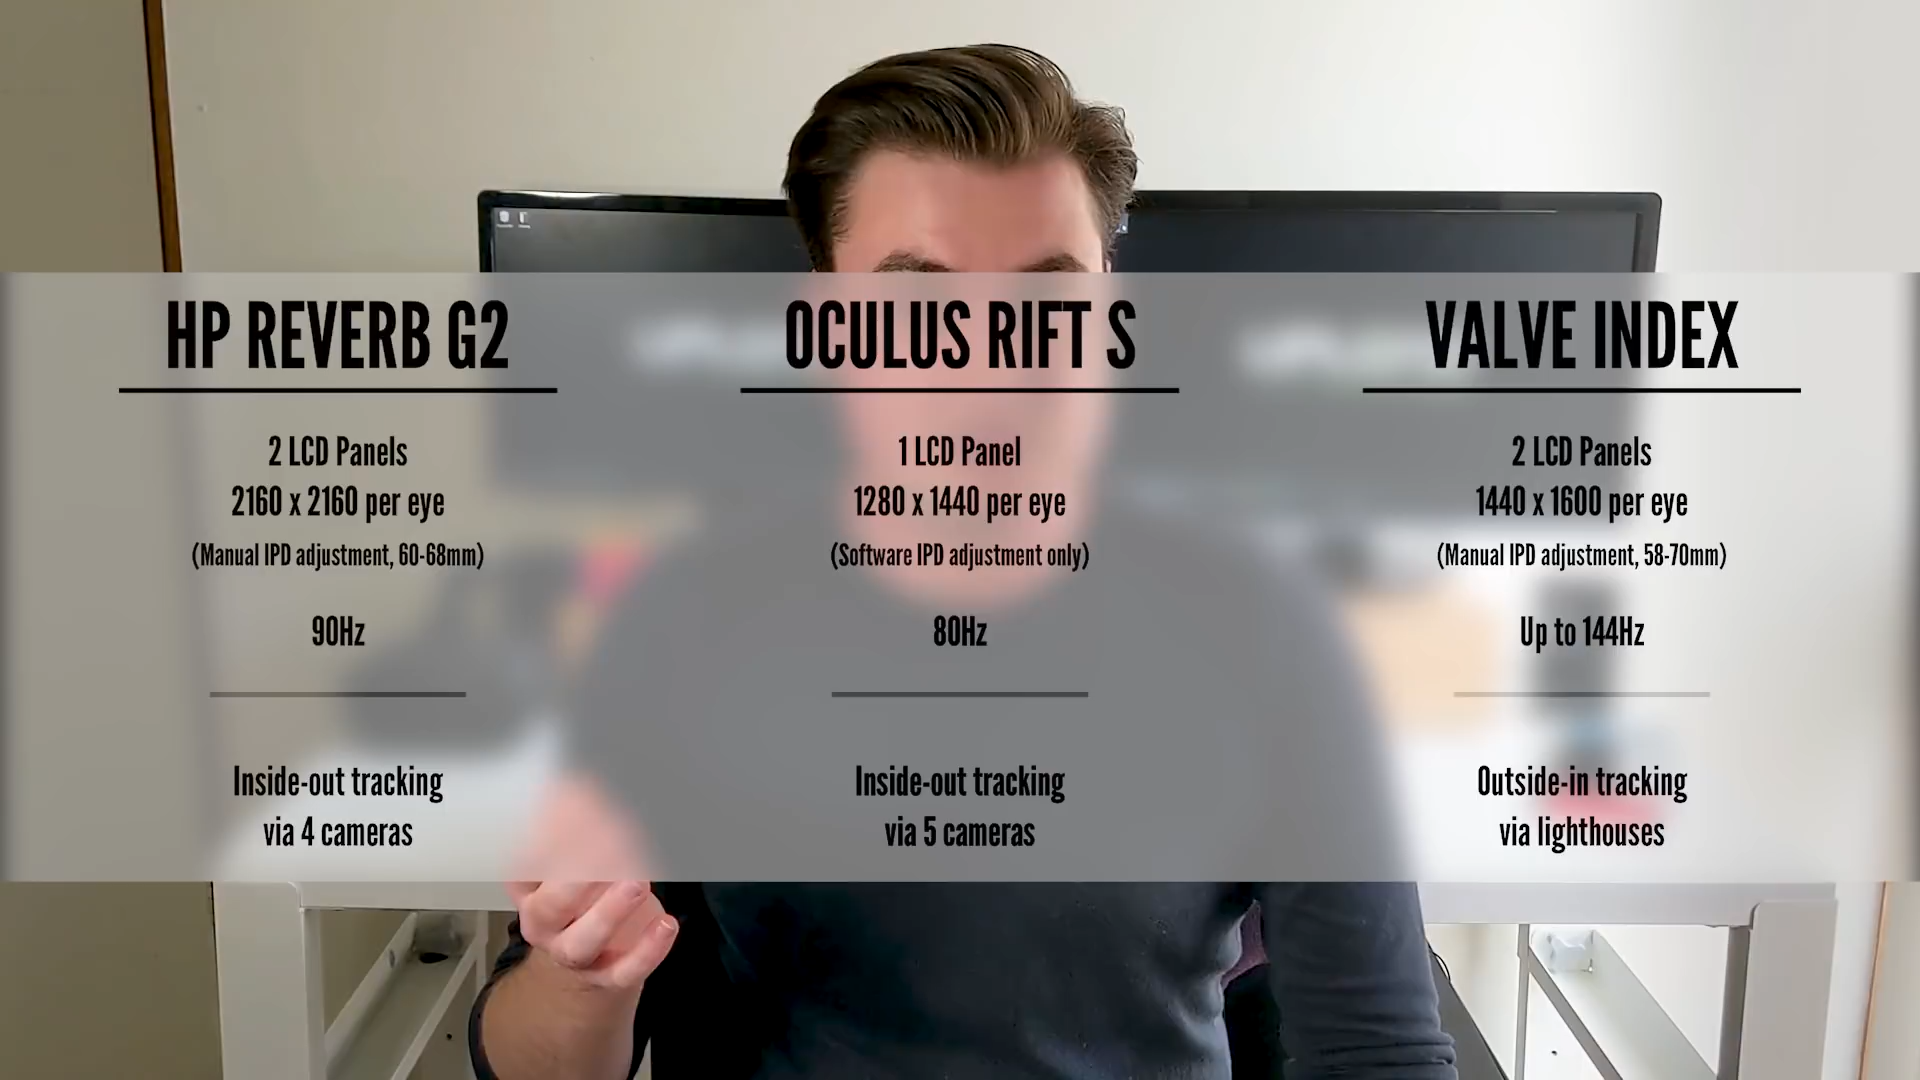 HP REVERB G2
2 LCD Panels
2160 x 2160 per eye
(Manual IPD adjustment, 60-68mm)
90Hz
Inside-out tracking
via 4 cameras
OCULUS RIFT S
1 LCD Panel
1280 x 1440 per eye
(Software IPD adjustment only)
80Hz
Inside-out tracking
via 5 cameras
VALVE INDEX
2 LCD Panels
1440 x 1600 per eye
(Manual IPD adjustment, 58-70mm)
Up to 144Hz
Outside-in tracking
via lighthouses